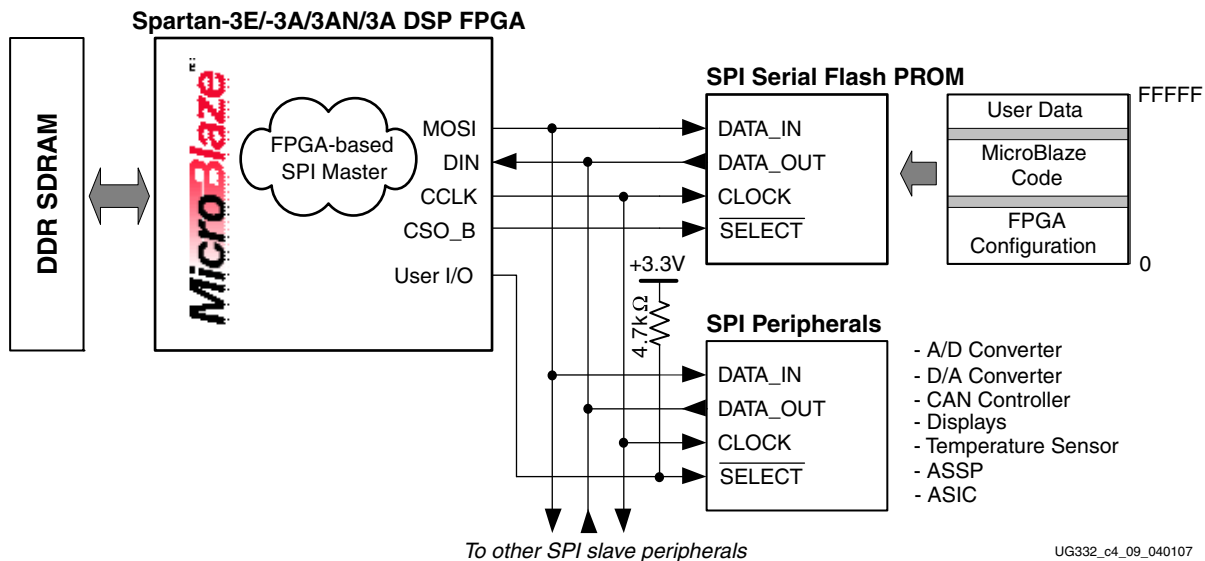 Spartan-3E/-3A/3AN/3A DSP FPGA
DDR SDRAM
MicroBlaze
FPGA-based
SPI Master
MOSI
DIN
CCLK
CSO_B
User I/O
SPI Serial Flash PROM
DATA_IN
DATA_OUT
CLOCK
SELECT
User Data
MicroBlaze
Code
FPGA
Configuration
FFFFF
0
+3.3V
4.7kΩ
SPI Peripherals
DATA_IN
DATA_OUT
CLOCK
SELECT
- A/D Converter
- D/A Converter
- CAN Controller
- Displays
- Temperature Sensor
- ASSP
- ASIC
To other SPI slave peripherals
UG332_c4_09_040107